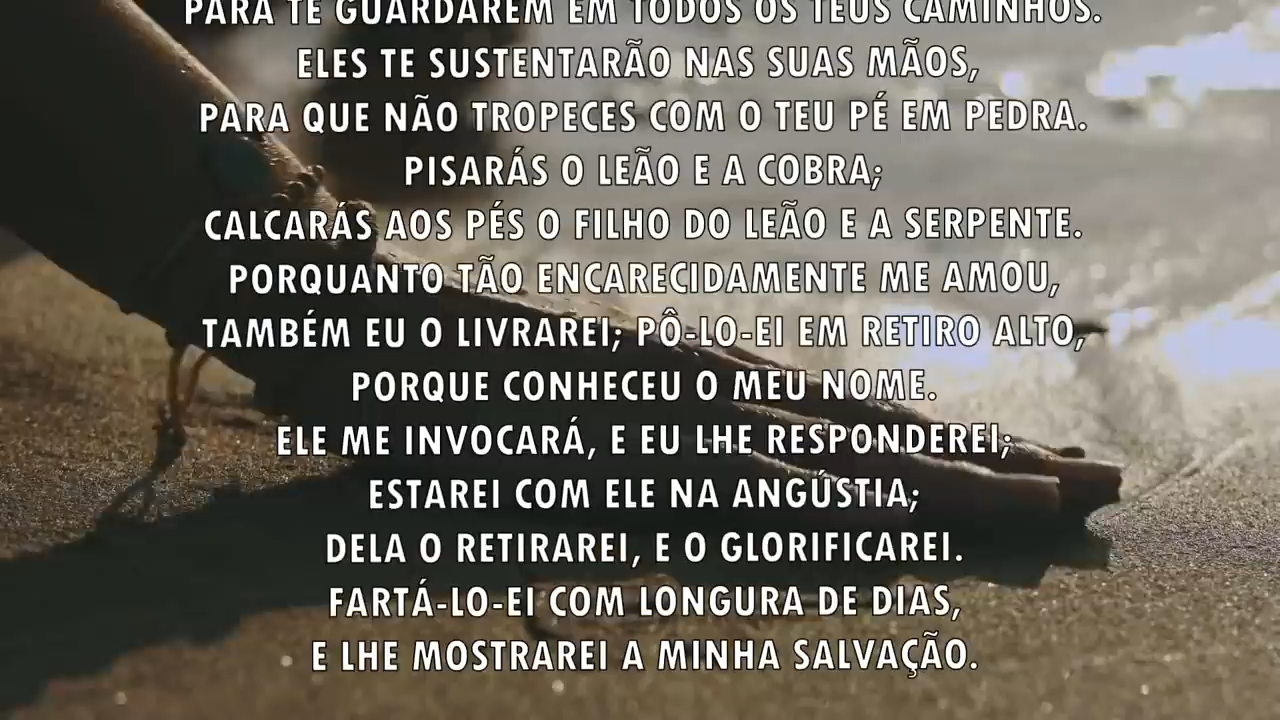 PARA TE GUARDAREM EM TODOS OS TEUS CAMINHOS.
ELES TE SUSTENTARÃO NAS SUAS MÃOS,
PARA QUE NÃO TROPECES COM O TEU PÉ EM PEDRA.
PISARÁS O LEÃO E A COBRA;
CALCARÁS AOS PÉS O FILHO DO LEÃO E A SERPENTE.
PORQUANTO TÃO ENCARECIDAMENTE ME AMOU,
TAMBÉM EU O LIVRAREI; PÔ-LO-EI EM RETIRO ALTO,
PORQUE CONHECEU O MEU NOME.
ELE ME INVOCARÁ, E EU LHE RESPONDEREI;
ESTAREI COM ELE NA ANGÚSTIA;
DELA O RETIRAREI, E O GLORIFICAREI.
FARTÁ-LO-EI COM LONGURA DE DIAS,
E LHE MOSTRAREI A MINHA SALVAÇÃO.